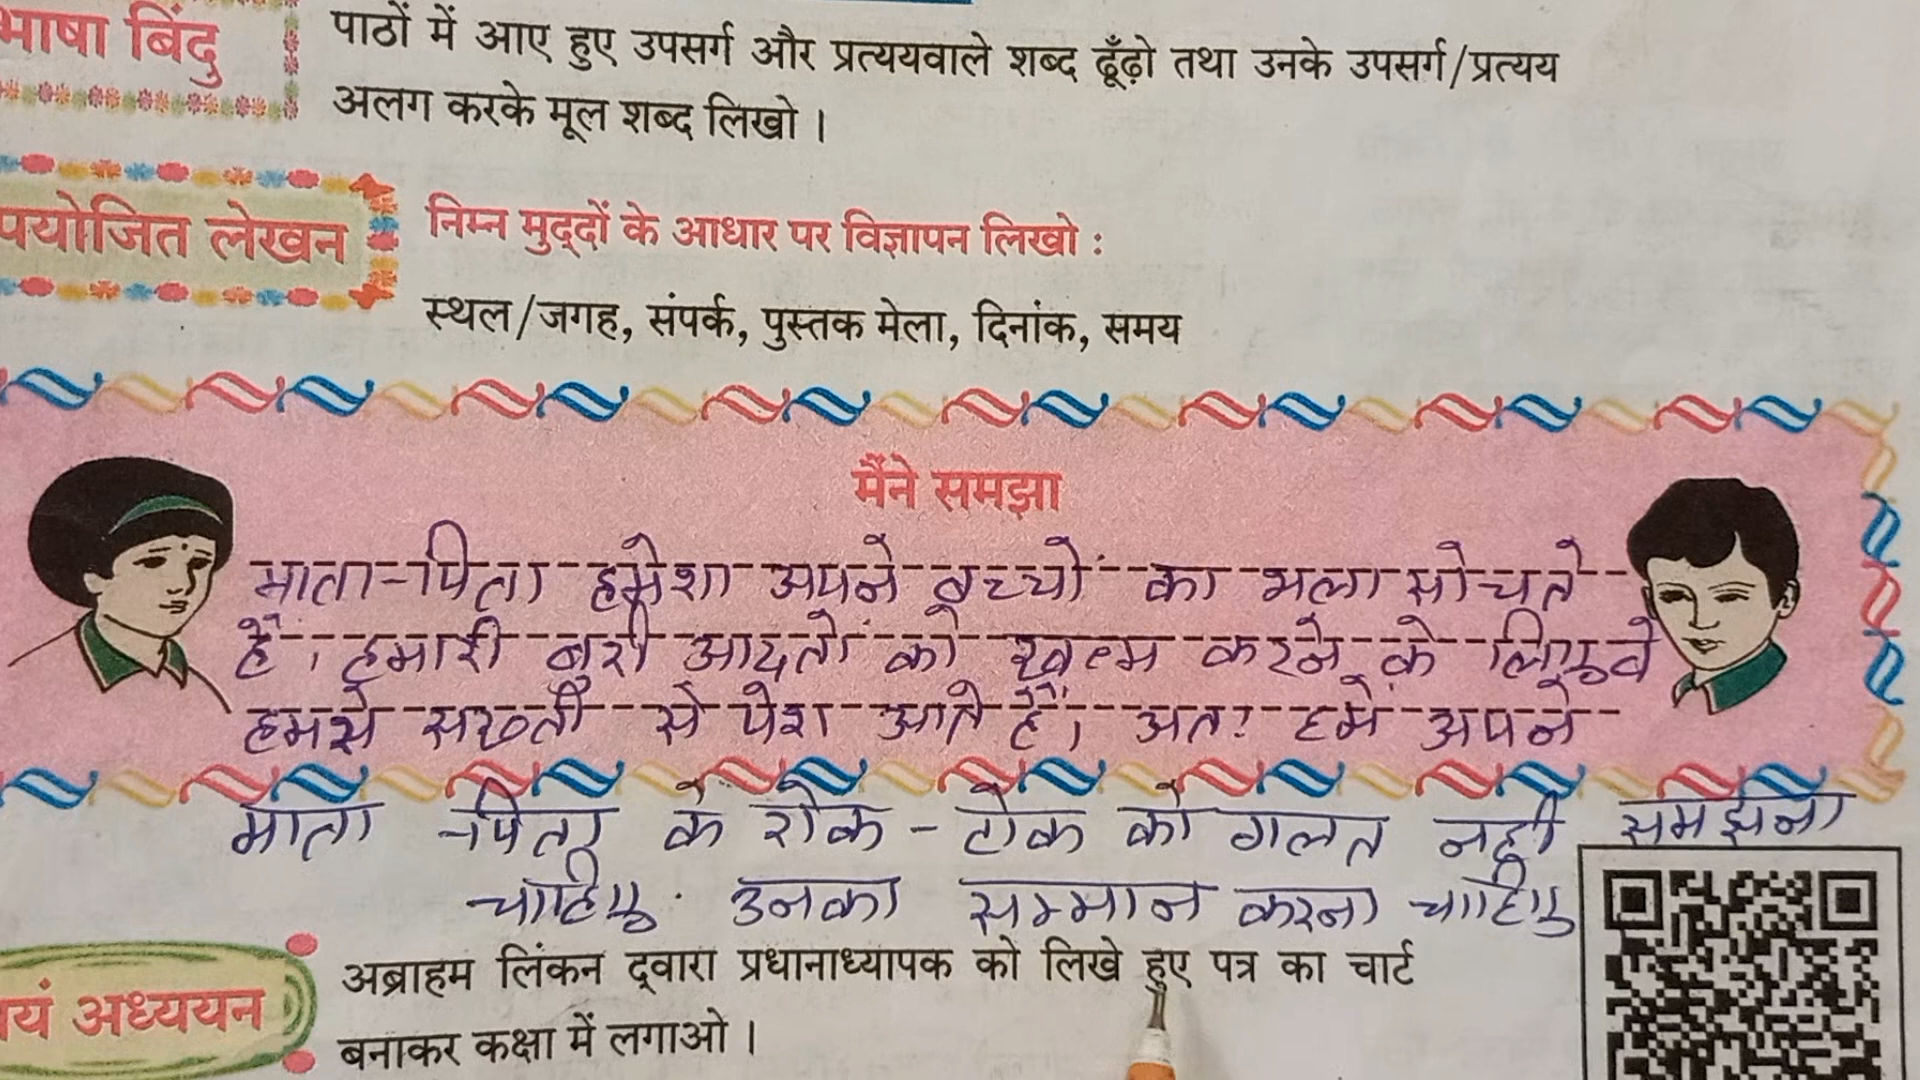 भाषा बिंदु
पाठों में आए हुए उपसर्ग और प्रत्ययवाले शब्द ढूँढ़ो तथा उनके उपसर्ग/प्रत्यय
अलग करके मूल शब्द लिखो ।
पयोजित लेखन
निम्न मुद्‌दों के आधार पर विज्ञापन लिखो :
स्थल/जगह, संपर्क, पुस्तक मेला, दिनांक, समय
मैंने समझा
माता-पिता हमेशा अपने बच्चों का भला सोचते
हैं। हमारी बुरी आदतों को खत्म करने के लिए वे
हमसे सख्ती से पेश आते हैं। अतः हमें अपने
माता-पिता के रोक-टोक को गलत नही समझना
चाहिए. उनका सम्मान करना चाहिए
यं अध्ययन
अब्राहम लिंकन द्‌वारा प्रधानाध्यापक को लिखे हुए पत्र का चार्ट
बनाकर कक्षा में लगाओ ।